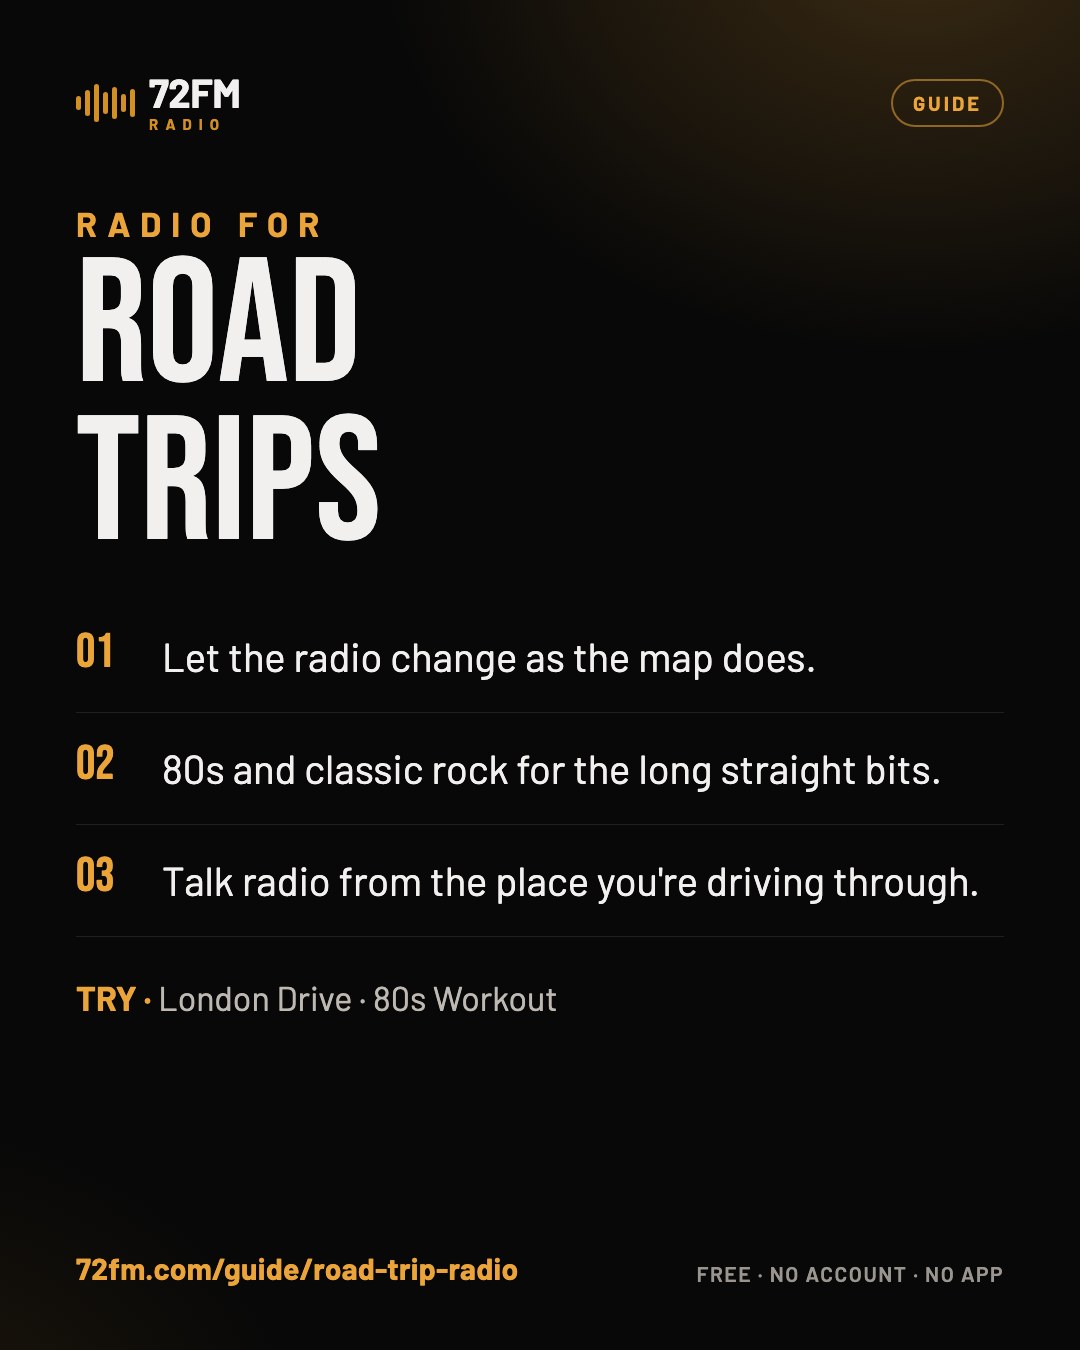 72FM
RADIO
GUIDE
RADIO FOR
ROAD
TRIPS
01 Let the radio change as the map does.
02 80s and classic rock for the long straight bits.
03 Talk radio from the place you're driving through.
TRY · London Drive · 80s Workout
72fm.com/guide/road-trip-radio
FREE · NO ACCOUNT · NO APP